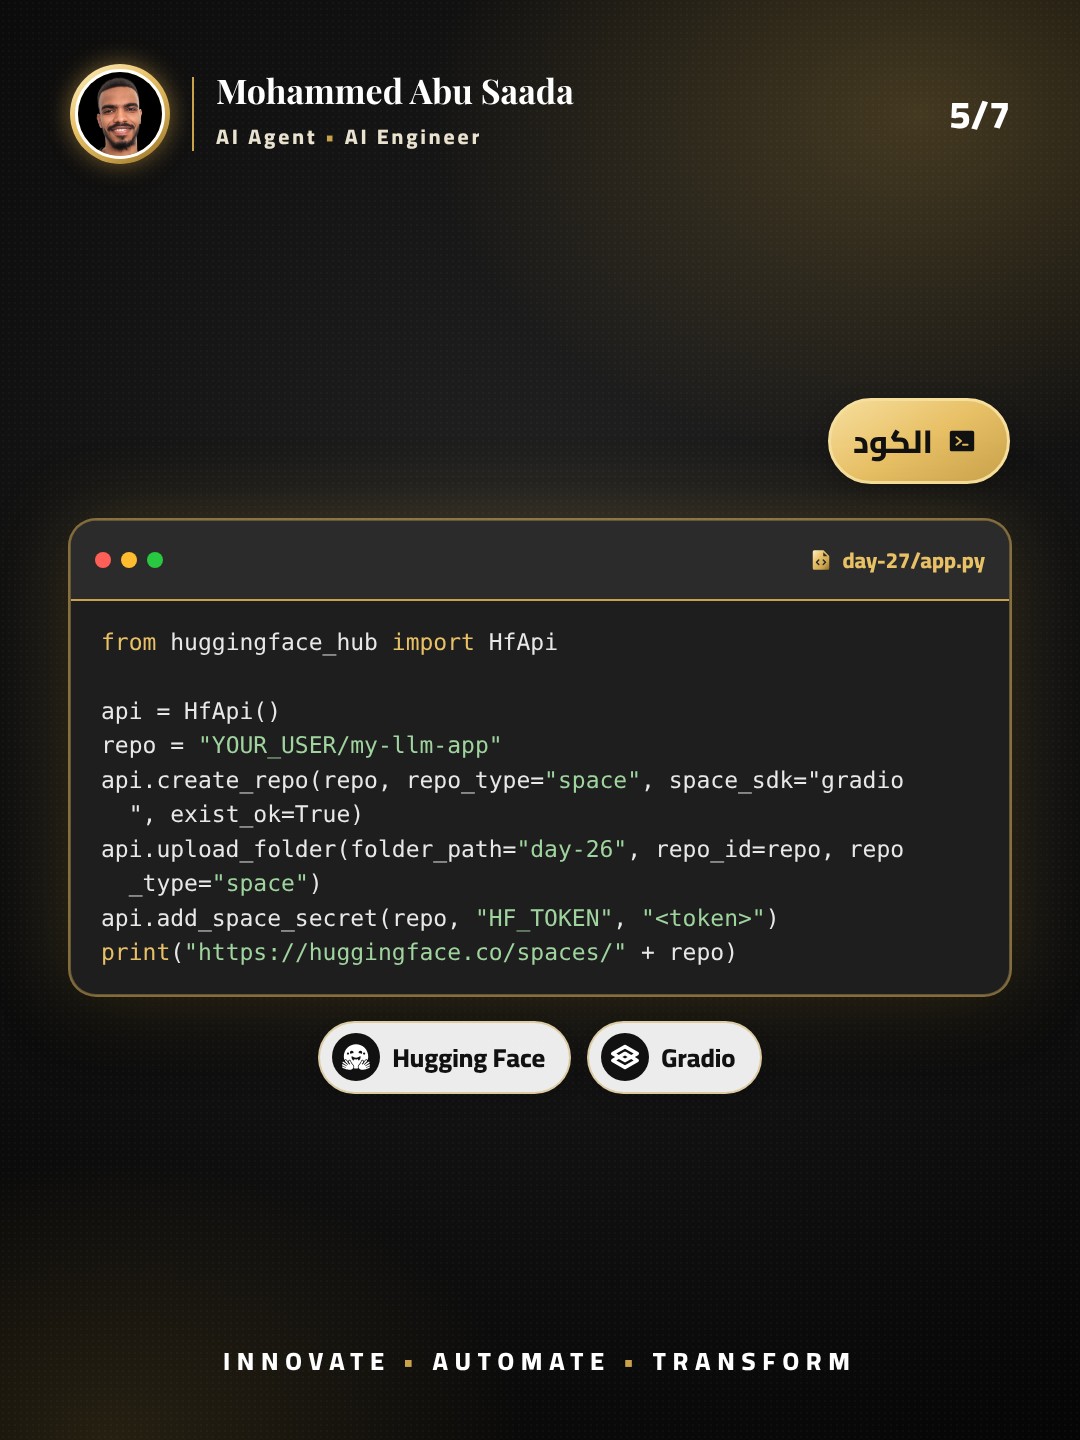 Mohammed Abu Saada
AI Agent ▪ AI Engineer
5/7
الكود
day-27/app.py
from huggingface_hub import HfApi
api = HfApi()
repo = "YOUR_USER/my-llm-app"
api.create_repo(repo, repo_type="space", space_sdk="gradio
", exist_ok=True)
api.upload_folder(folder_path="day-26", repo_id=repo, repo
_type="space")
api.add_space_secret(repo, "HF_TOKEN", "<token>")
print("https://huggingface.co/spaces/" + repo)
Hugging Face
Gradio
INNOVATE ▪ AUTOMATE ▪ TRANSFORM